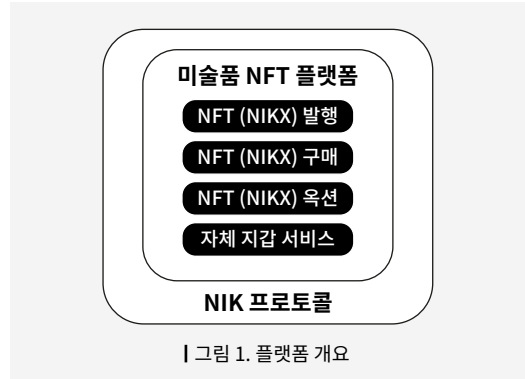 미술품 NFT 플랫폼
NFT (NIKX) 발행
NFT (NIKX) 구매
NFT (NIKX) 옥션
자체 지갑 서비스
NIK 프로토콜
┃그림 1. 플랫폼 개요